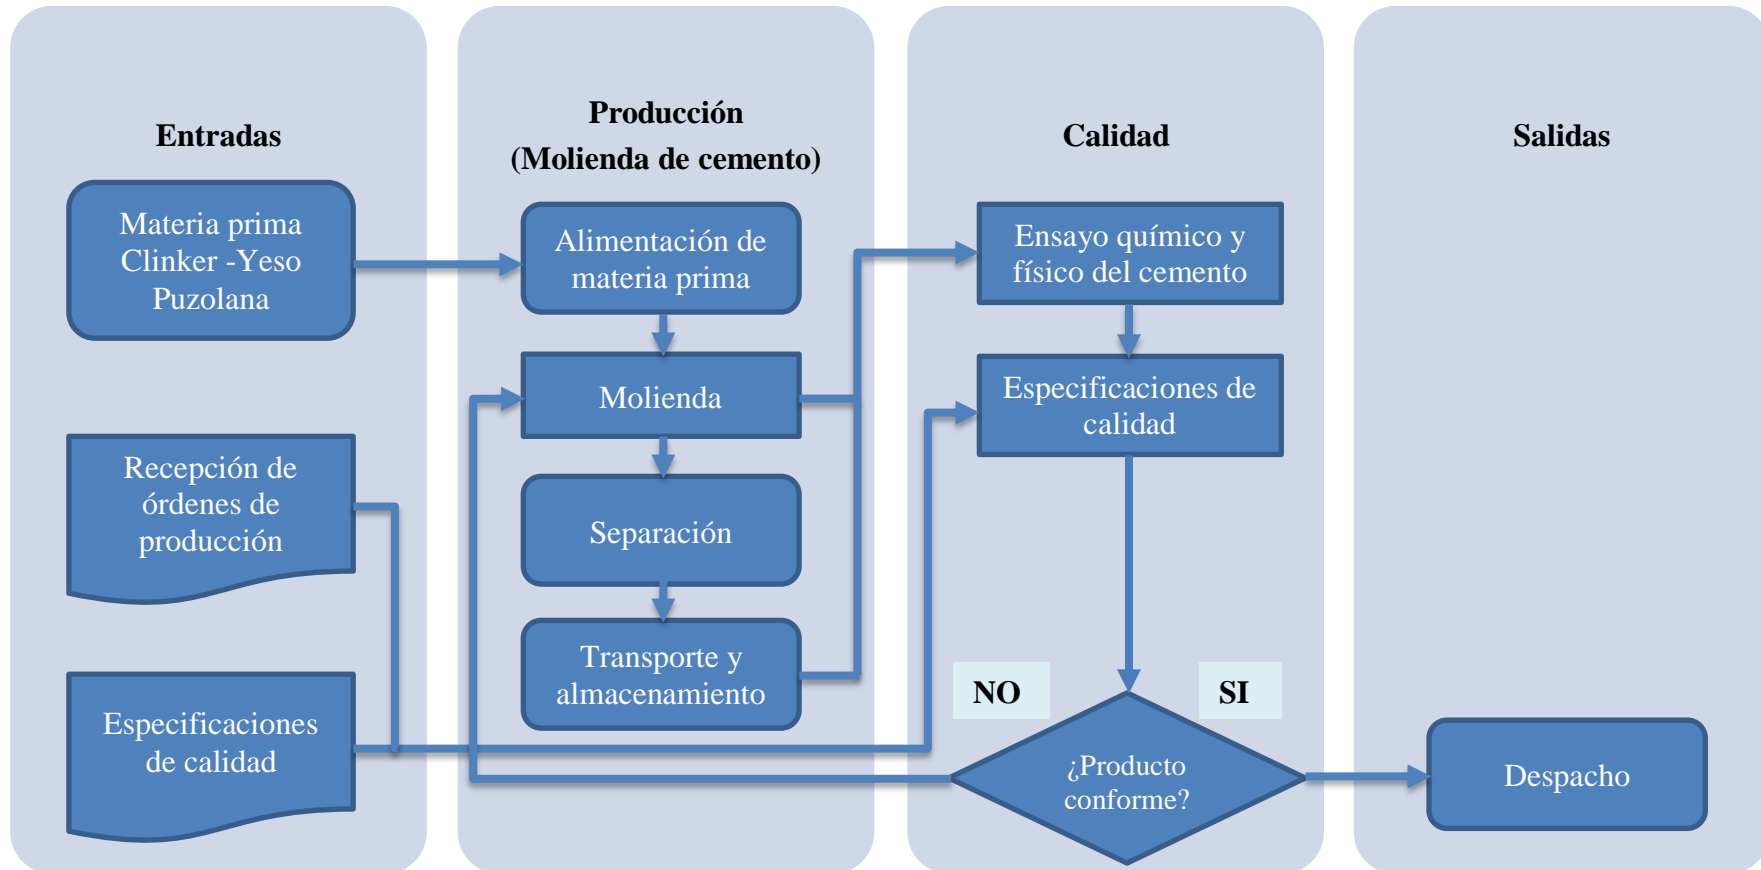 Entradas
Materia prima
Clinker -Yeso
Puzolana
Recepción de
órdenes de
producción
Especificaciones
de calidad
Producción
(Molienda de cemento)
Alimentación de
materia prima
Molienda
Separación
Transporte y
almacenamiento
Calidad
Ensayo químico y
físico del cemento
Especificaciones de
calidad
NO
SI
¿Producto
conforme?
Salidas
Despacho